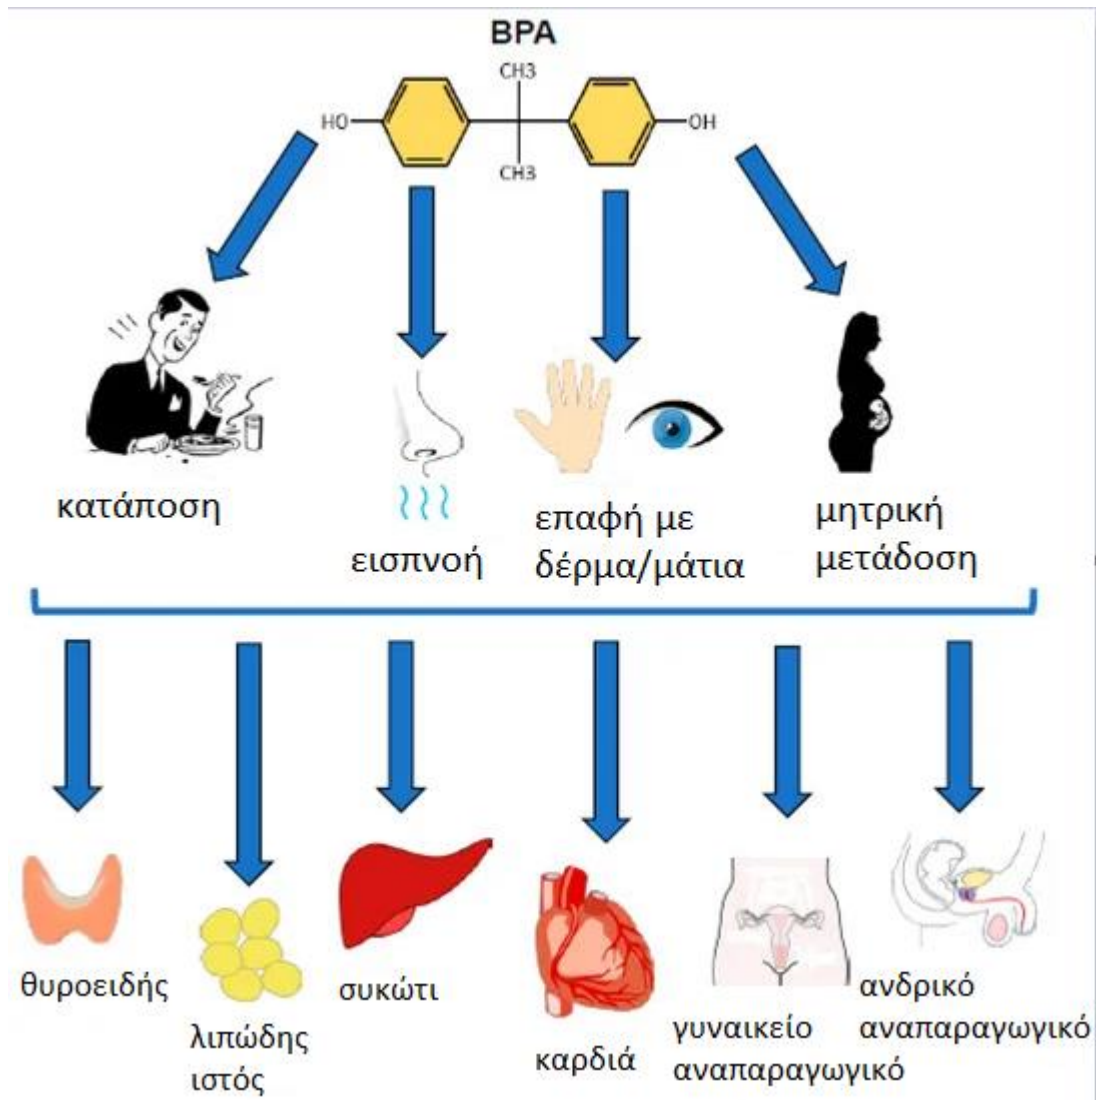 BPA
CH3
HO
OH
CH3
κατάποση
εισπνοή
επαφή με
δέρμα/μάτια
μητρική
μετάδοση
θυροειδής
λιπώδης
ιστός
συκώτι
καρδιά
γυναικείο
αναπαραγωγικό
ανδρικό
αναπαραγωγικό